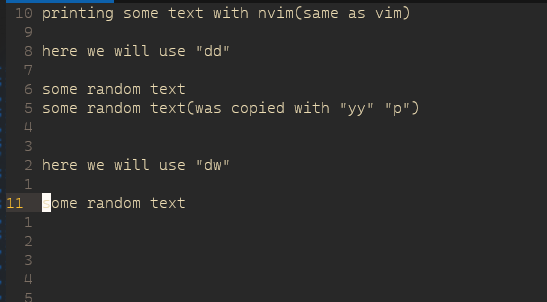 10 printing some text with nvim(same as vim)
9
8 here we will use "dd"
7
6 some random text
5 some random text(was copied with "yy" "p")
4
3
2 here we will use "dw"
1
11 some random text
1
2
3
4
5